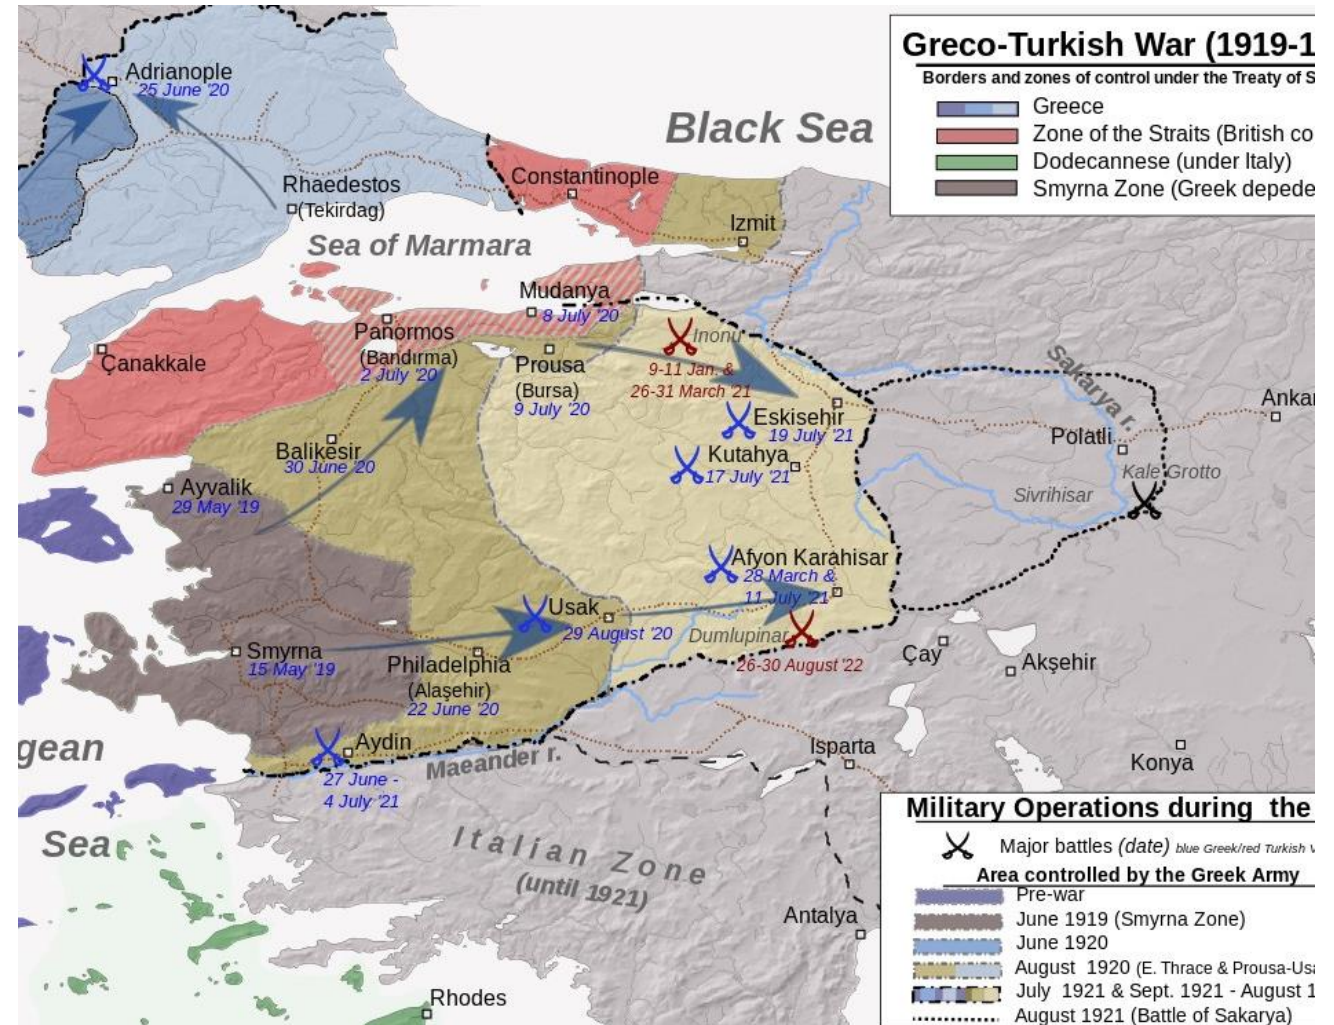 Greco-Turkish War (1919-1
Borders and zones of control under the Treaty of S
Greece
Zone of the Straits (British co
Dodecannese (under Italy)
Smyrna Zone (Greek depede
Adrianople
25 June '20
Black Sea
Constantinople
Rhaedestos
(Tekirdag)
Izmit
Sea of Marmara
Mudanya
8 July '20
Panormos
(Bandırma)
2 July '20
Çanakkale
Prousa
(Bursa)
9 July '20
Inonu
9-11 Jan. &
26-31 March '21
Sakarya r.
Ankar
Eskisehir
19 July '21
Polatli
Balikesir
30 June '20
Kutahya
17 July '21
Kale Grotto
Sivrihisar
Ayvalik
29 May '19
Afyon Karahisar
28 March &
11 July '21
Usak
29 August '20
Dumlupinar
26-30 August '22
Smyrna
15 May '19
Philadelphia
(Alaşehir)
22 June '20
Çay
Akşehir
Aydin
27 June -
4 July '21
Maeander r.
Isparta
Konya
gean
Sea
Italian Zone
(until 1921)
Antalya
Rhodes
Military Operations during the
Major battles (date) blue Greek/red Turkish V
Area controlled by the Greek Army
Pre-war
June 1919 (Smyrna Zone)
June 1920
August 1920 (E. Thrace & Prousa-Usa
July 1921 & Sept. 1921 - August 1
August 1921 (Battle of Sakarya)